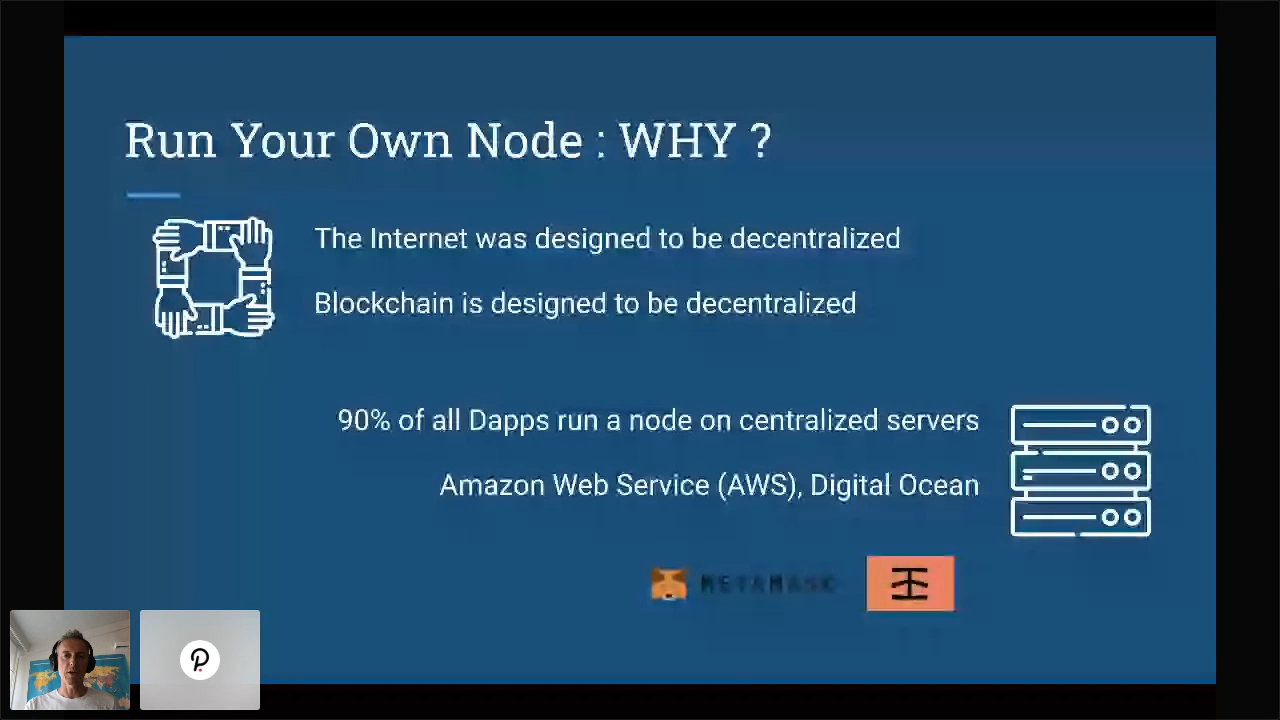 Run Your Own Node : WHY ?
The Internet was designed to be decentralized
Blockchain is designed to be decentralized
90% of all Dapps run a node on centralized servers
Amazon Web Service (AWS), Digital Ocean
METAMASK